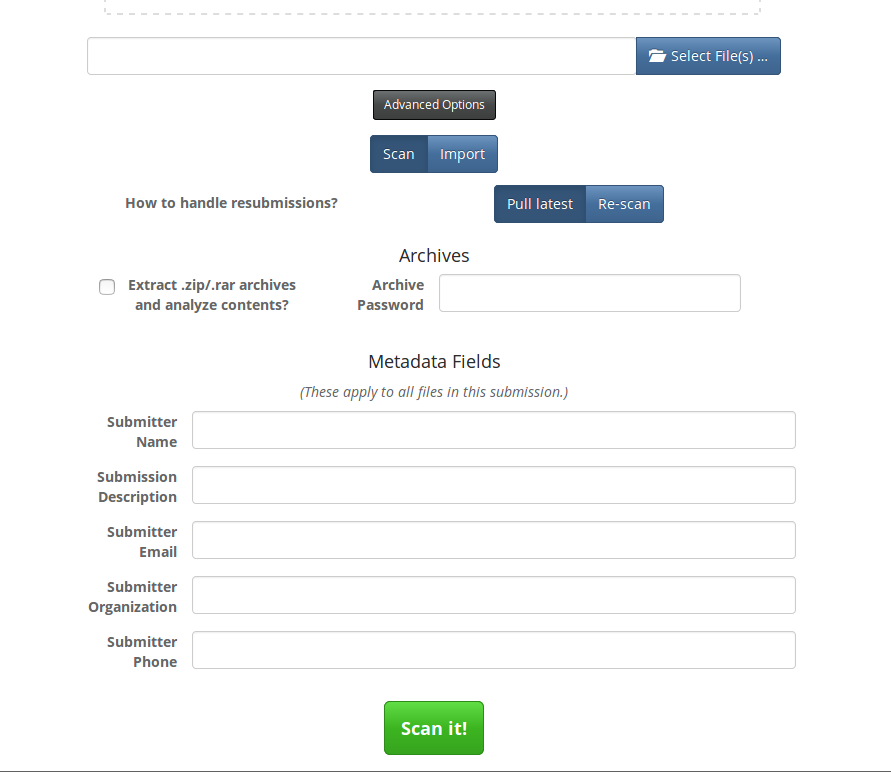 Select File(s) ...
Advanced Options
Scan Import
How to handle resubmissions? Pull latest Re-scan
Archives
Extract .zip/.rar archives
and analyze contents?
Archive
Password
Metadata Fields
(These apply to all files in this submission.)
Submitter
Name
Submission
Description
Submitter
Email
Submitter
Organization
Submitter
Phone
Scan it!